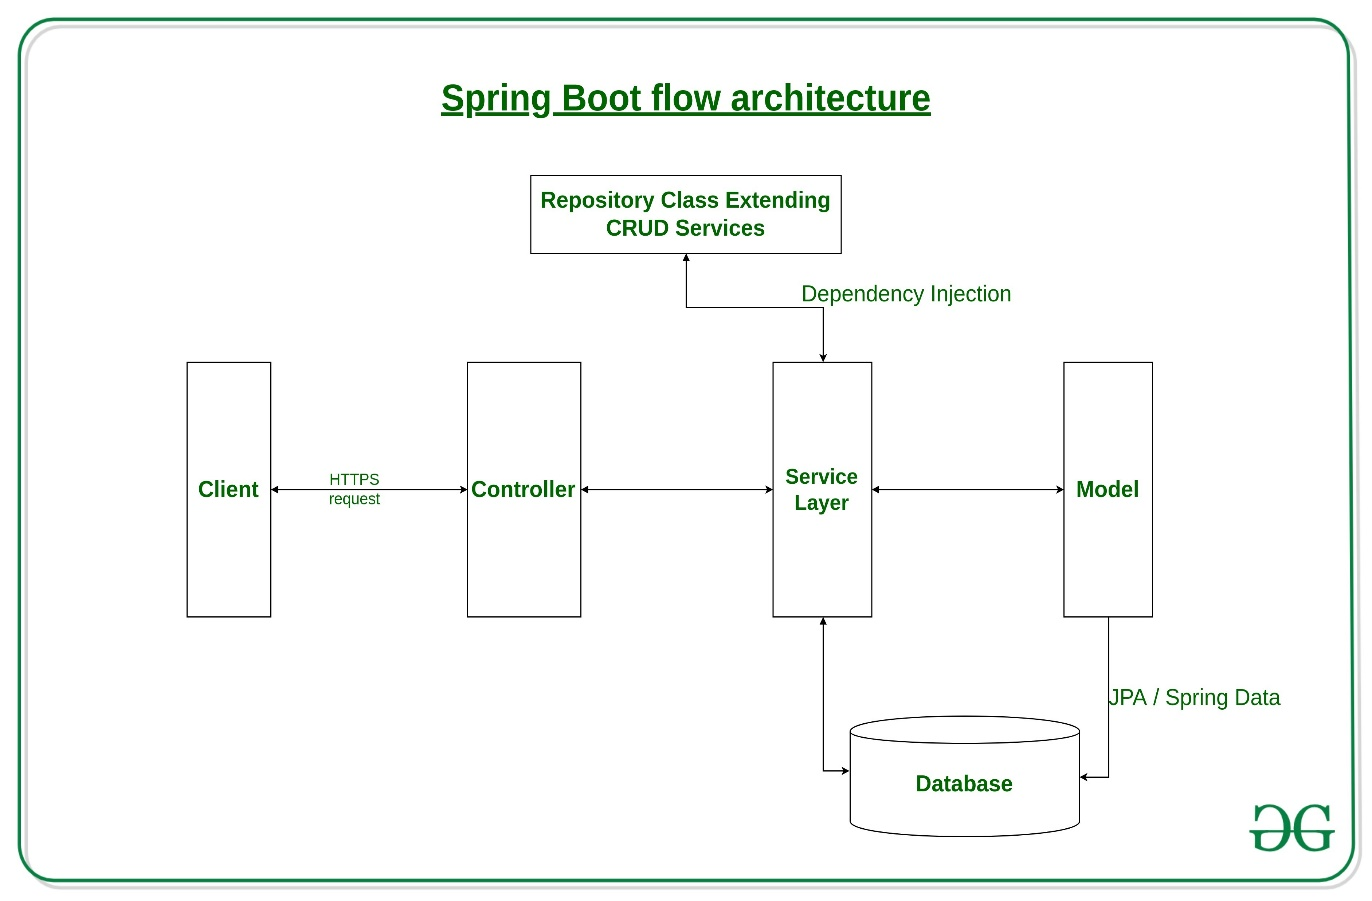 Spring Boot flow architecture
Repository Class Extending
CRUD Services
Dependency Injection
Client
HTTPS
request
Controller
Service
Layer
Model
JPA / Spring Data
Database